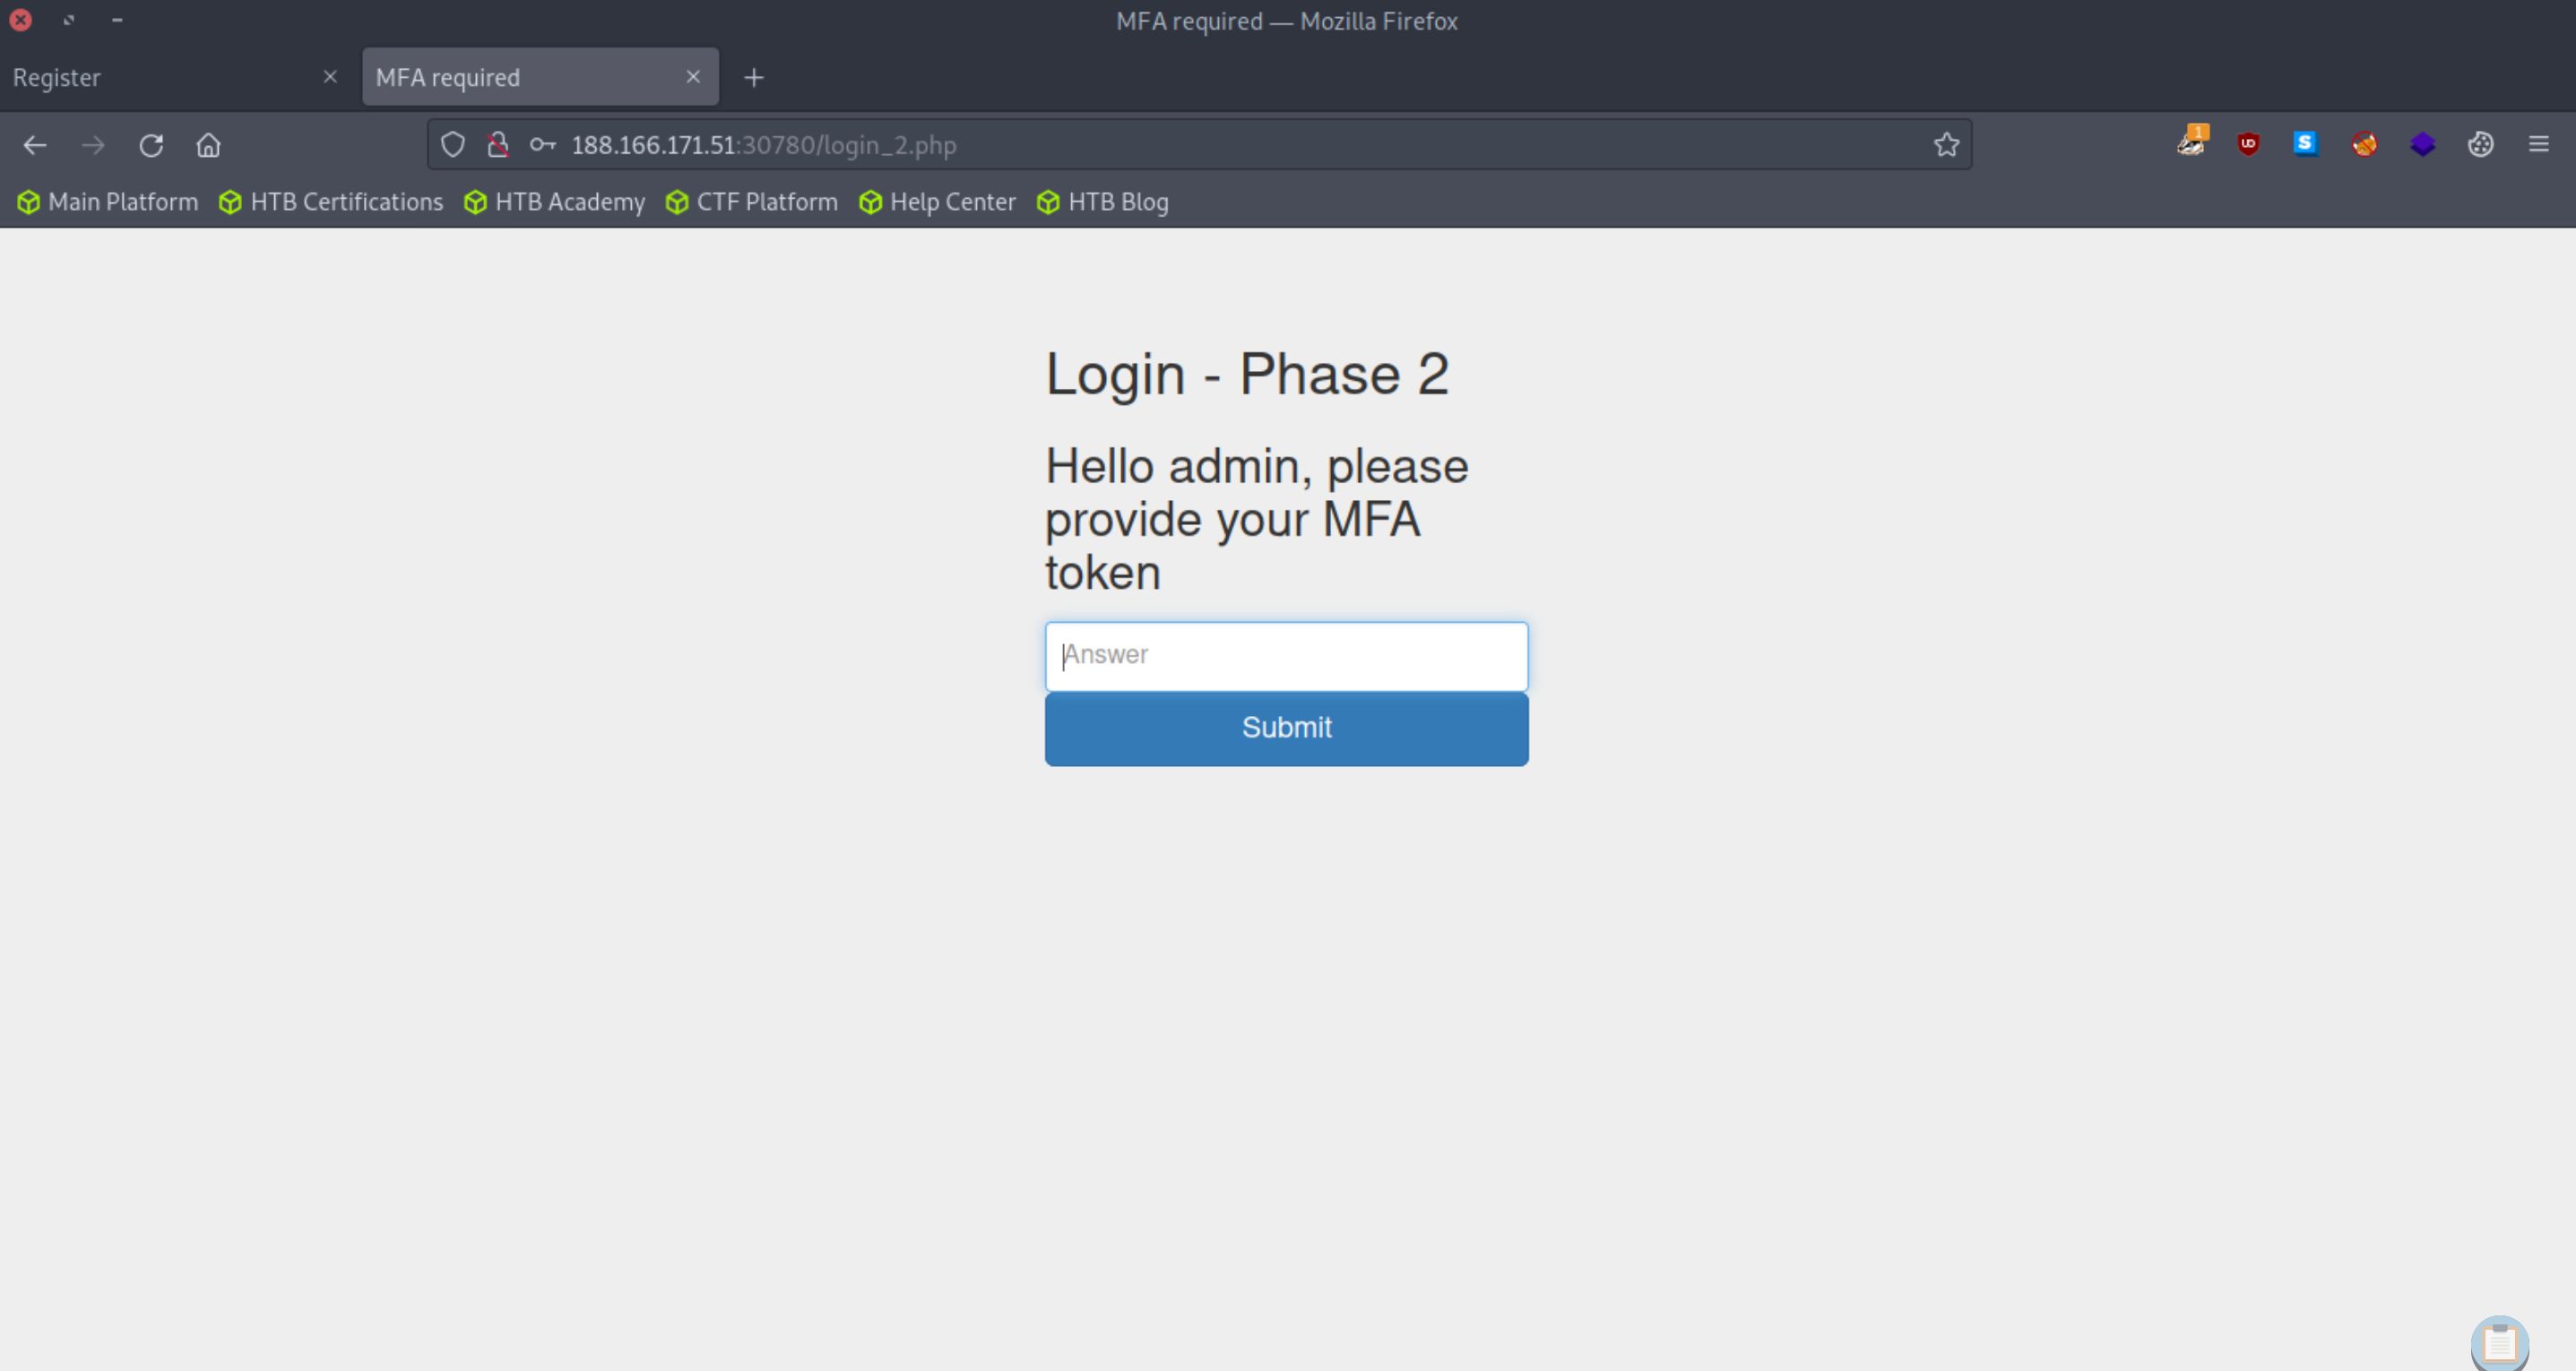 MFA required — Mozilla Firefox
Register
MFA required
188.166.171.51:30780/login_2.php
1
UD
S
Main Platform
HTB Certifications
HTB Academy
CTF Platform
Help Center
HTB Blog
Login - Phase 2
Hello admin, please
provide your MFA
token
Answer
Submit